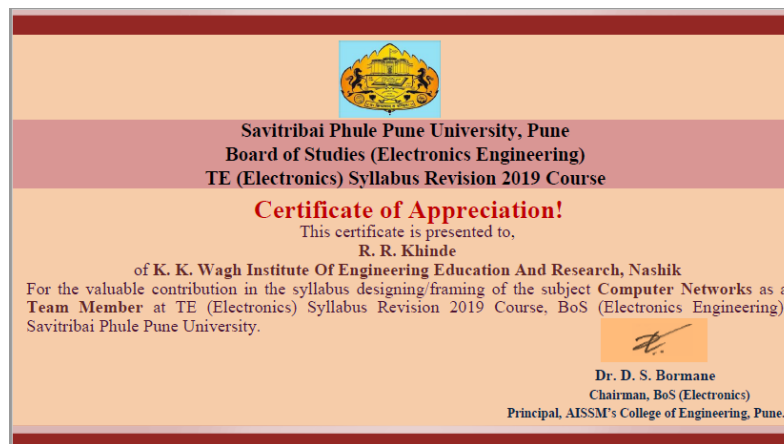 Savitribai Phule Pune University, Pune
Board of Studies (Electronics Engineering)
TE (Electronics) Syllabus Revision 2019 Course
Certificate of Appreciation!
This certificate is presented to,
R. R. Khinde
of K. K. Wagh Institute Of Engineering Education And Research, Nashik
For the valuable contribution in the syllabus designing/framing of the subject Computer Networks as a
Team Member at TE (Electronics) Syllabus Revision 2019 Course, BoS (Electronics Engineering)
Savitribai Phule Pune University.
Dr. D. S. Bormane
Chairman, BoS (Electronics)
Principal, AISSM's College of Engineering, Pune.